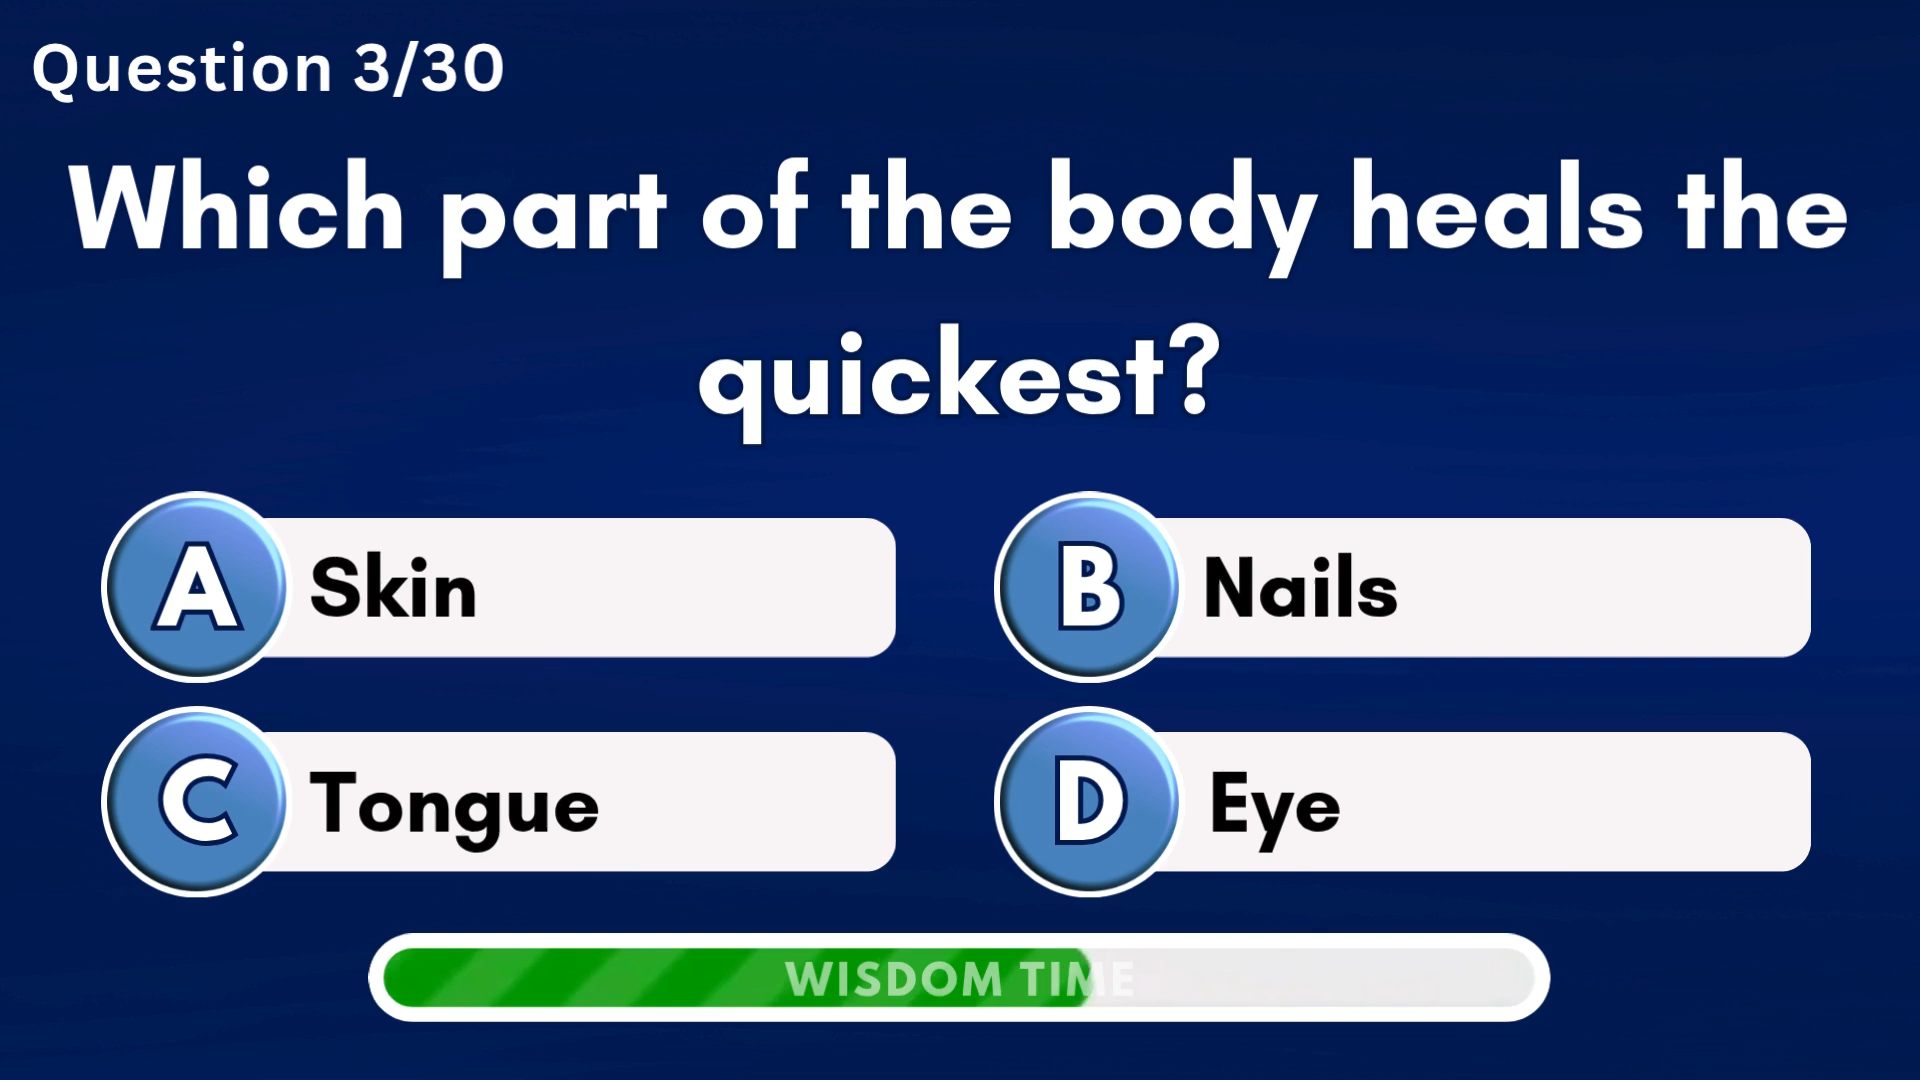 Question 3/30
Which part of the body heals the
quickest?
A Skin
B Nails
C Tongue
D Eye
WISDOM TIME